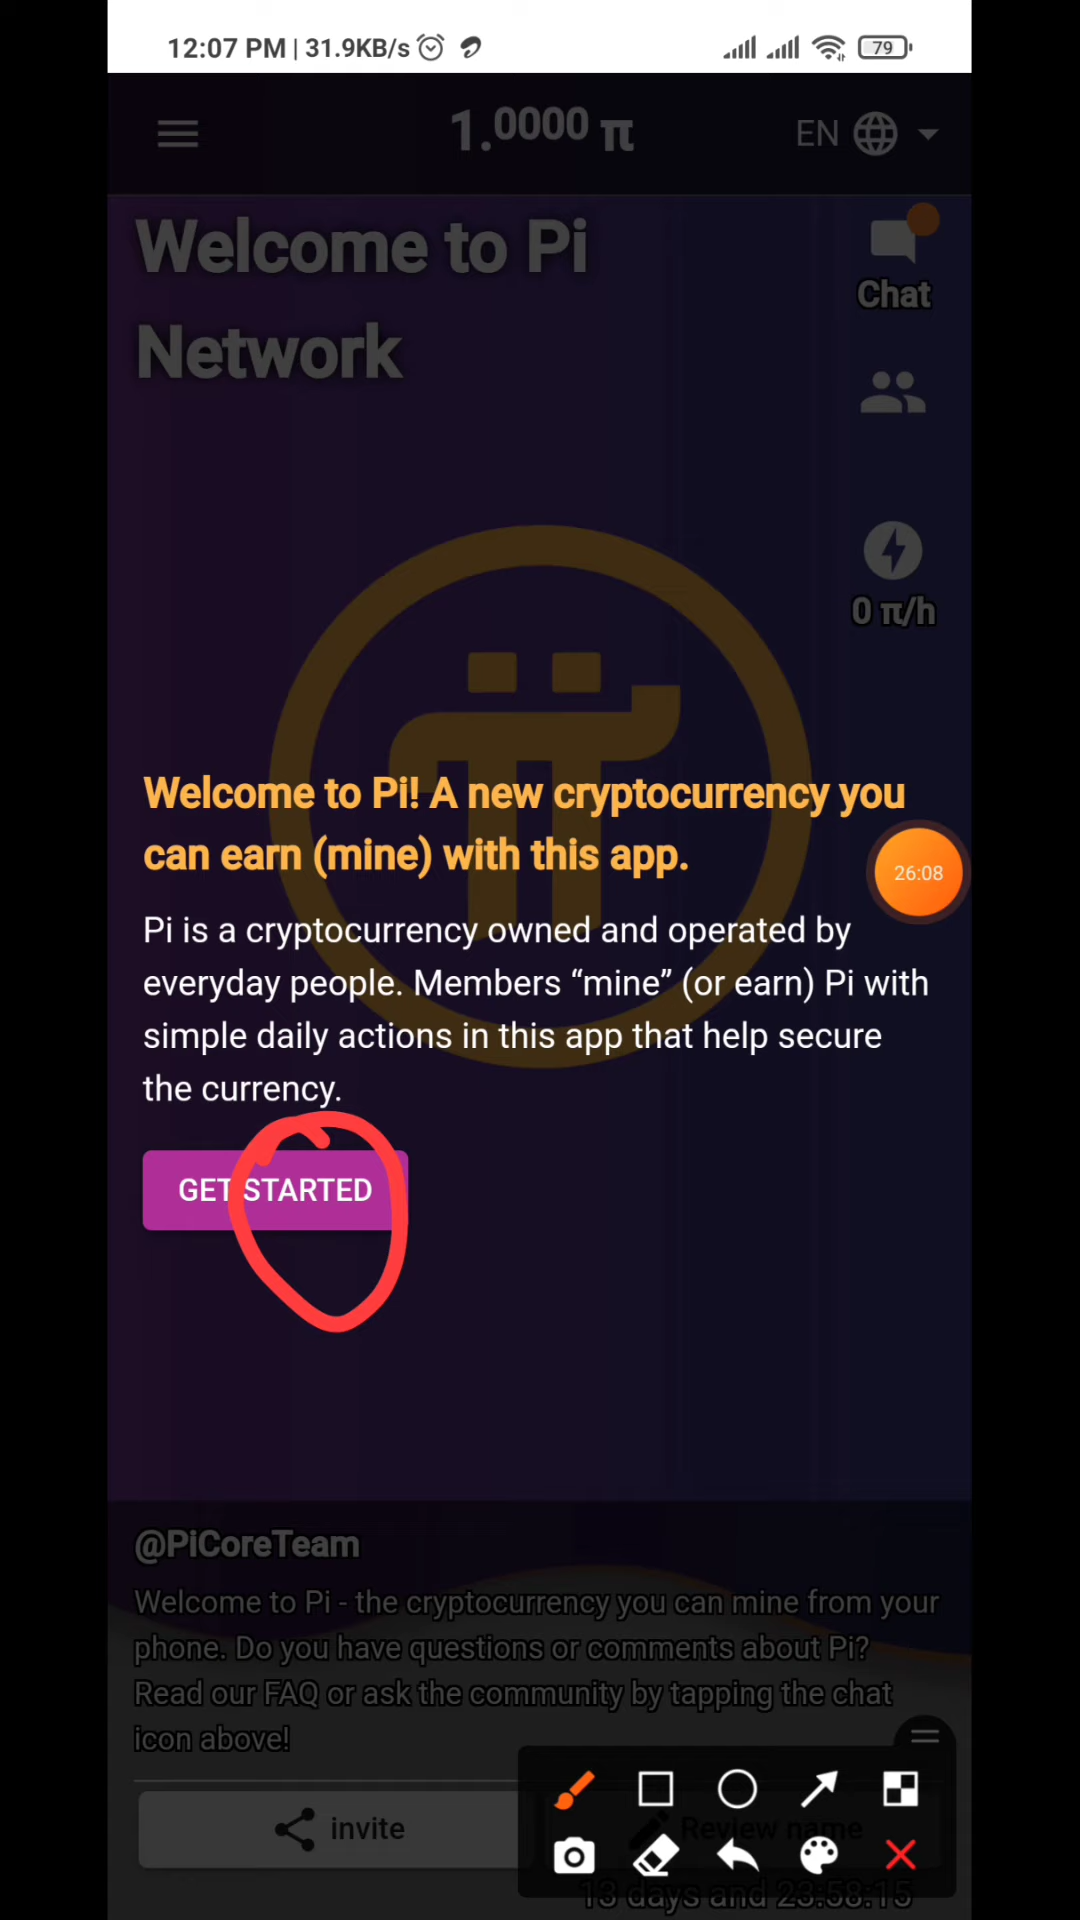 12:07 PM | 31.9KB/s
79
1.0000 π
EN
Welcome to Pi
Network
Chat
0 π/h
Welcome to Pi! A new cryptocurrency you
can earn (mine) with this app.
26:08
Pi is a cryptocurrency owned and operated by
everyday people. Members “mine” (or earn) Pi with
simple daily actions in this app that help secure
the currency.
GET STARTED
@PiCoreTeam
Welcome to Pi - the cryptocurrency you can mine from your
phone. Do you have questions or comments about Pi?
Read our FAQ or ask the community by tapping the chat
icon above!
invite
Review name
13 days and 23:58:15